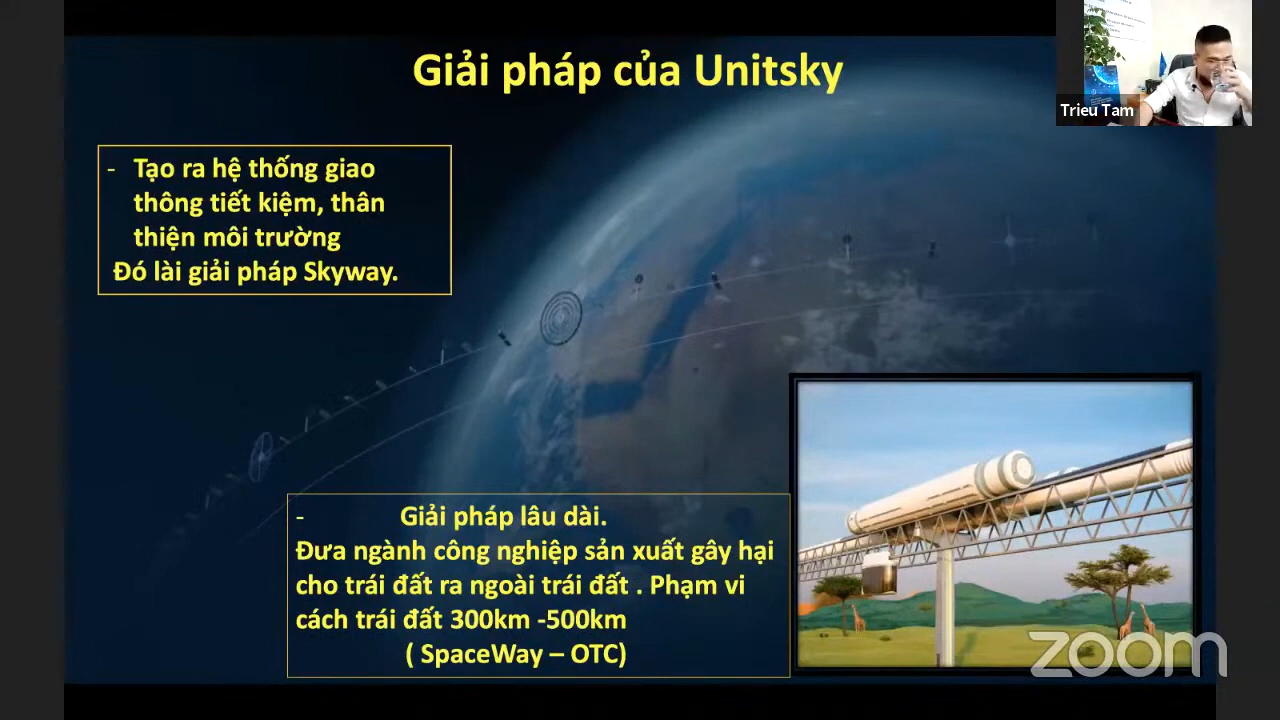 Giải pháp của Unitsky
Trieu Tam
- Tạo ra hệ thống giao
thông tiết kiệm, thân
thiện môi trường
Đó lài giải pháp Skyway.
- Giải pháp lâu dài.
Đưa ngành công nghiệp sản xuất gây hại
cho trái đất ra ngoài trái đất . Phạm vi
cách trái đất 300km -500km
( SpaceWay – OTC)
zoom